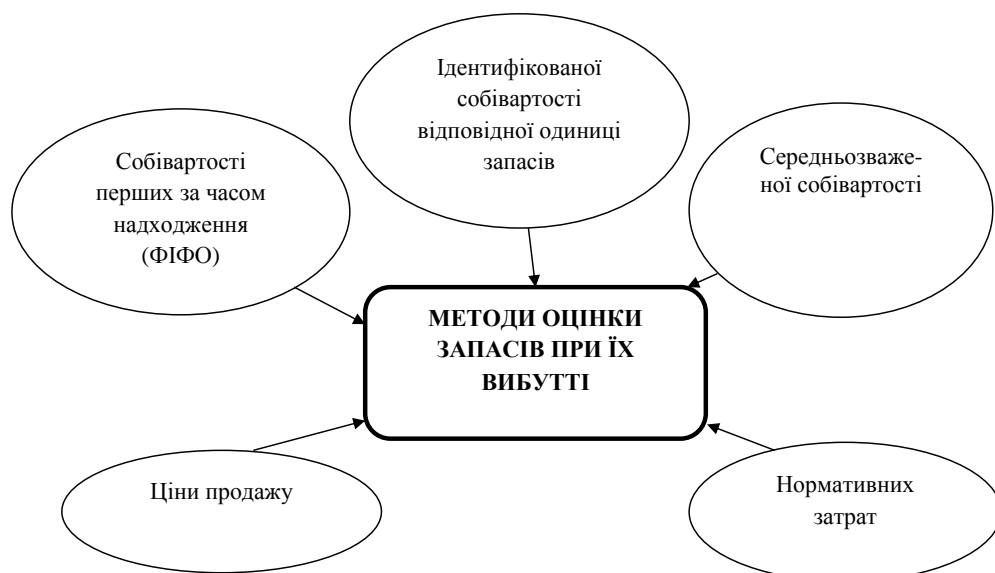 Ідентифікованої
собівартості
відповідної одиниці
запасів
Собівартості
перших за часом
надходження
(ФІФО)
Середньозваже-
ної собівартості
МЕТОДИ ОЦІНКИ
ЗАПАСІВ ПРИ ЇХ
ВИБУТТІ
Ціни продажу
Нормативних
затрат